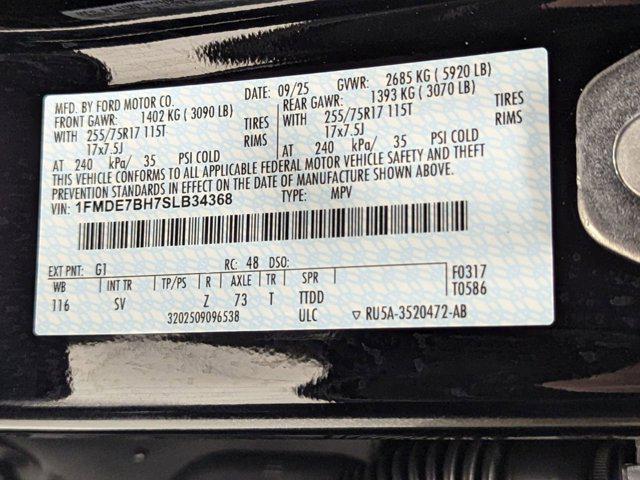 MFD. BY FORD MOTOR CO. DATE: 09/25 GVWR: 2685 KG ( 5920 LB)
FRONT GAWR: 1402 KG ( 3090 LB) REAR GAWR: 1393 KG ( 3070 LB)
WITH 255/75R17 115T TIRES WITH 255/75R17 115T TIRES
17x7.5J RIMS 17x7.5J RIMS
AT 240 kPa/ 35 PSI COLD AT 240 kPa/ 35 PSI COLD
THIS VEHICLE CONFORMS TO ALL APPLICABLE FEDERAL MOTOR VEHICLE SAFETY AND THEFT
PREVENTION STANDARDS IN EFFECT ON THE DATE OF MANUFACTURE SHOWN ABOVE.
VIN: 1FMDE7BH7SLB34368 TYPE: MPV
EXT PNT: G1 RC: 48 DSO:
WB INT TR TP/PS R AXLE TR SPR F0317
116 SV Z 73 T TTDD T0586
3202509096538 ULC ▽ RU5A-3520472-AB